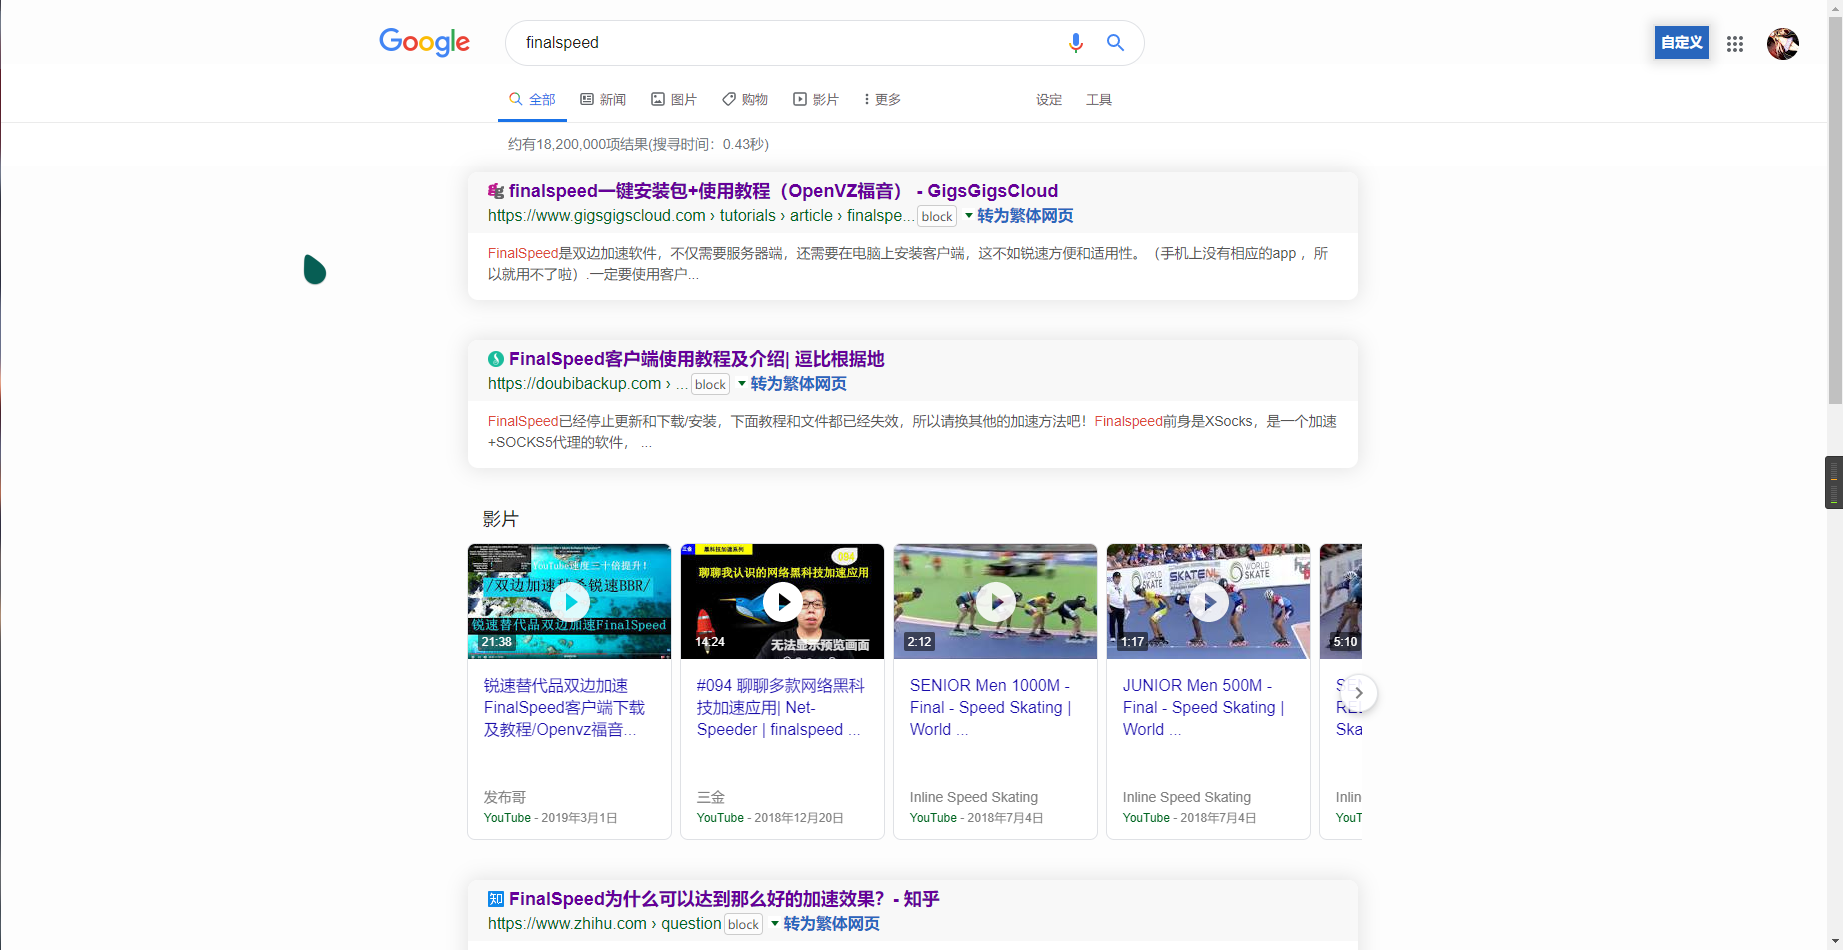 Google
finalspeed
自定义
全部
新闻
图片
购物
影片
更多
设定
工具
约有18,200,000项结果(搜寻时间：0.43秒)
finalspeed一键安装包+使用教程（OpenVZ福音） - GigsGigsCloud
https://www.gigsgigscloud.com › tutorials › article › finalspe... block 转为繁体网页
FinalSpeed是双边加速软件，不仅需要服务器端，还需要在电脑上安装客户端，这不如锐速方便和适用性。（手机上没有相应的app ，所
以就用不了啦）.一定要使用客户...
FinalSpeed客户端使用教程及介绍| 逗比根据地
https://doubibackup.com › ... block 转为繁体网页
FinalSpeed已经停止更新和下载/安装，下面教程和文件都已经失效，所以请换其他的加速方法吧！Finalspeed前身是XSocks，是一个加速
+SOCKS5代理的软件， ...
影片
YouTube速度三十倍提升！
/双边加速秒杀锐速BBR/
锐速替代品双边加速FinalSpeed
21:38
三金
黑科技加速系列
094
聊聊我认识的网络黑科技加速应用
无法显示预览画面
14:24
2:12
WORLD SKATE
SKATENL
WORLD SKATE
1:17
5:10
锐速替代品双边加速
FinalSpeed客户端下载
及教程/Openvz福音...
发布哥
YouTube - 2019年3月1日
#094 聊聊多款网络黑科
技加速应用| Net-
Speeder | finalspeed ...
三金
YouTube - 2018年12月20日
SENIOR Men 1000M -
Final - Speed Skating |
World ...
Inline Speed Skating
YouTube - 2018年7月4日
JUNIOR Men 500M -
Final - Speed Skating |
World ...
Inline Speed Skating
YouTube - 2018年7月4日
Ska
Inlin
YouT
知 FinalSpeed为什么可以达到那么好的加速效果？ - 知乎
https://www.zhihu.com › question block 转为繁体网页